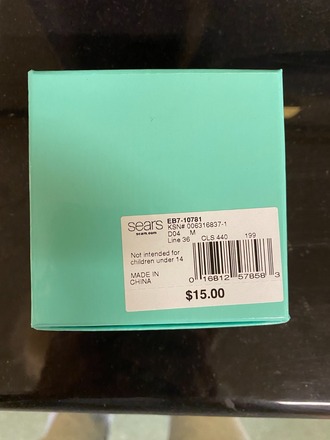 sears
sears.com
EB7-10781
KSN# 006316837-1
D04 M
Line 36 CLS 440 199
Not intended for
children under 14
MADE IN
CHINA
0 16812 57858 3
$15.00